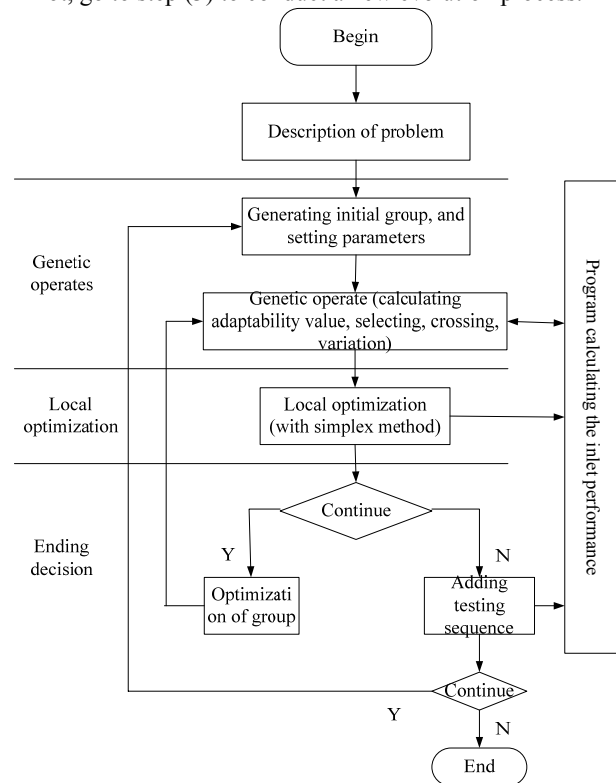 Begin
Description of problem
Generating initial group, and
setting parameters
Genetic
operates
Genetic operate (calculating
adaptability value, selecting, crossing,
variation)
Local
optimization
Local optimization
(with simplex method)
Program calculating the inlet performance
Continue
Ending
decision
Y
N
Optimizati
on of group
Adding
testing
sequence
Continue
Y
N
End